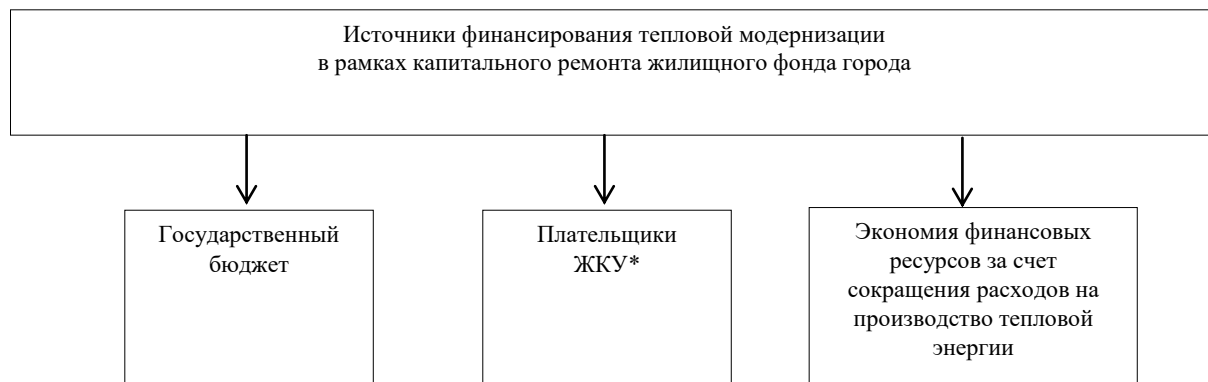 Источники финансирования тепловой модернизации
в рамках капитального ремонта жилищного фонда города
Государственный
бюджет
Плательщики
ЖКУ*
Экономия финансовых
ресурсов за счет
сокращения расходов на
производство тепловой
энергии